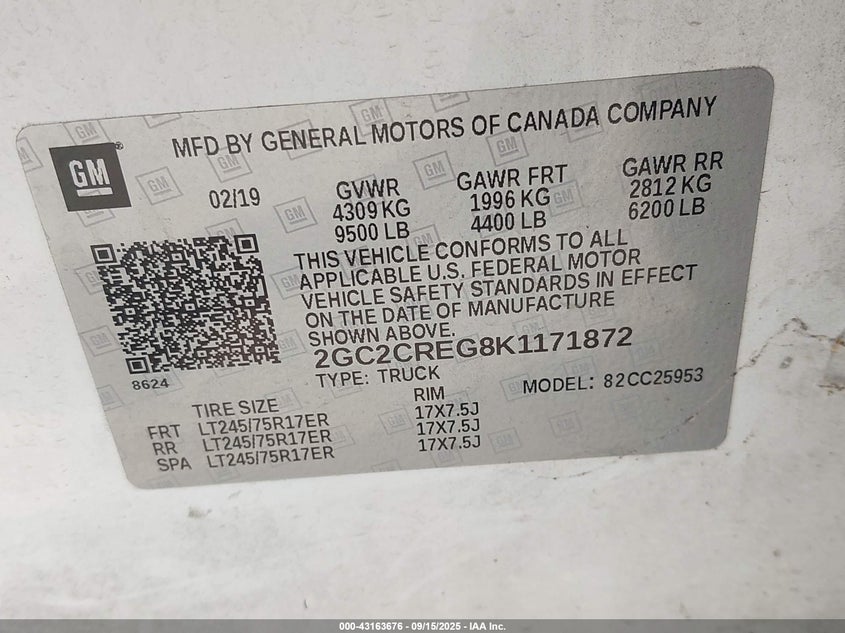 MFD BY GENERAL MOTORS OF CANADA COMPANY
GM
02/19
GVWR
4309 KG
9500 LB
GAWR FRT
1996 KG
4400 LB
GAWR RR
2812 KG
6200 LB
THIS VEHICLE CONFORMS TO ALL
APPLICABLE U.S. FEDERAL MOTOR
VEHICLE SAFETY STANDARDS IN EFFECT
ON THE DATE OF MANUFACTURE
SHOWN ABOVE.
2GC2CREG8K1171872
8624
TYPE: TRUCK
MODEL: 82CC25953
TIRE SIZE RIM
FRT LT245/75R17ER 17X7.5J
RR LT245/75R17ER 17X7.5J
SPA LT245/75R17ER 17X7.5J
000-43163676 - 09/15/2025 - IAA Inc.